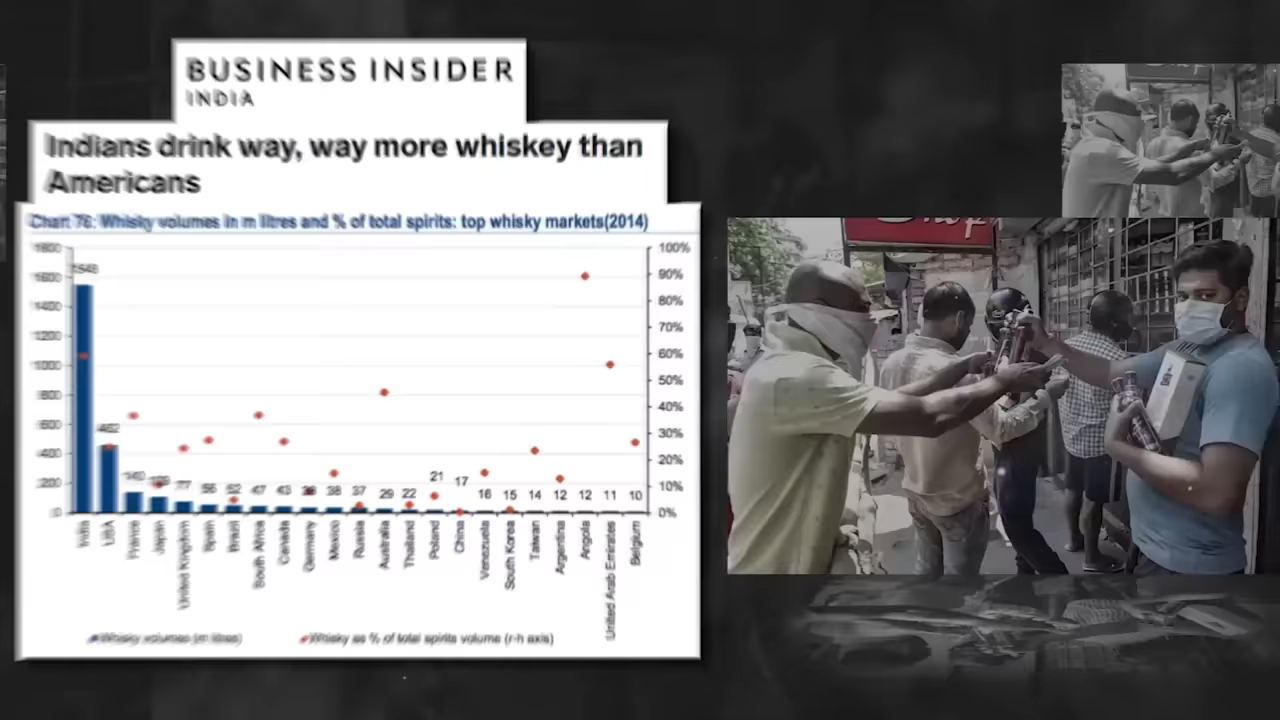 BUSINESS INSIDER
INDIA
Indians drink way, way more whiskey than
Americans
Chart 76: Whisky volumes in m litres and % of total spirits: top whisky markets(2014)
1800
1600
1400
1200
1000
800
600
400
200
0
100%
90%
80%
70%
60%
50%
40%
30%
20%
10%
0%
1548
462
140
77
56
52
47
43
38
37
29
22
21
17
16
15
14
12
12
11
10
India
USA
France
Japan
United Kingdom
Spain
Brazil
South Africa
Canada
Germany
Mexico
Russia
Australia
Thailand
Poland
China
Venezuela
South Korea
Taiwan
Argentina
Angola
United Arab Emirates
Belgium
Whisky volumes (m litres)
Whisky as % of total spirits volume (r-h axis)
Shop